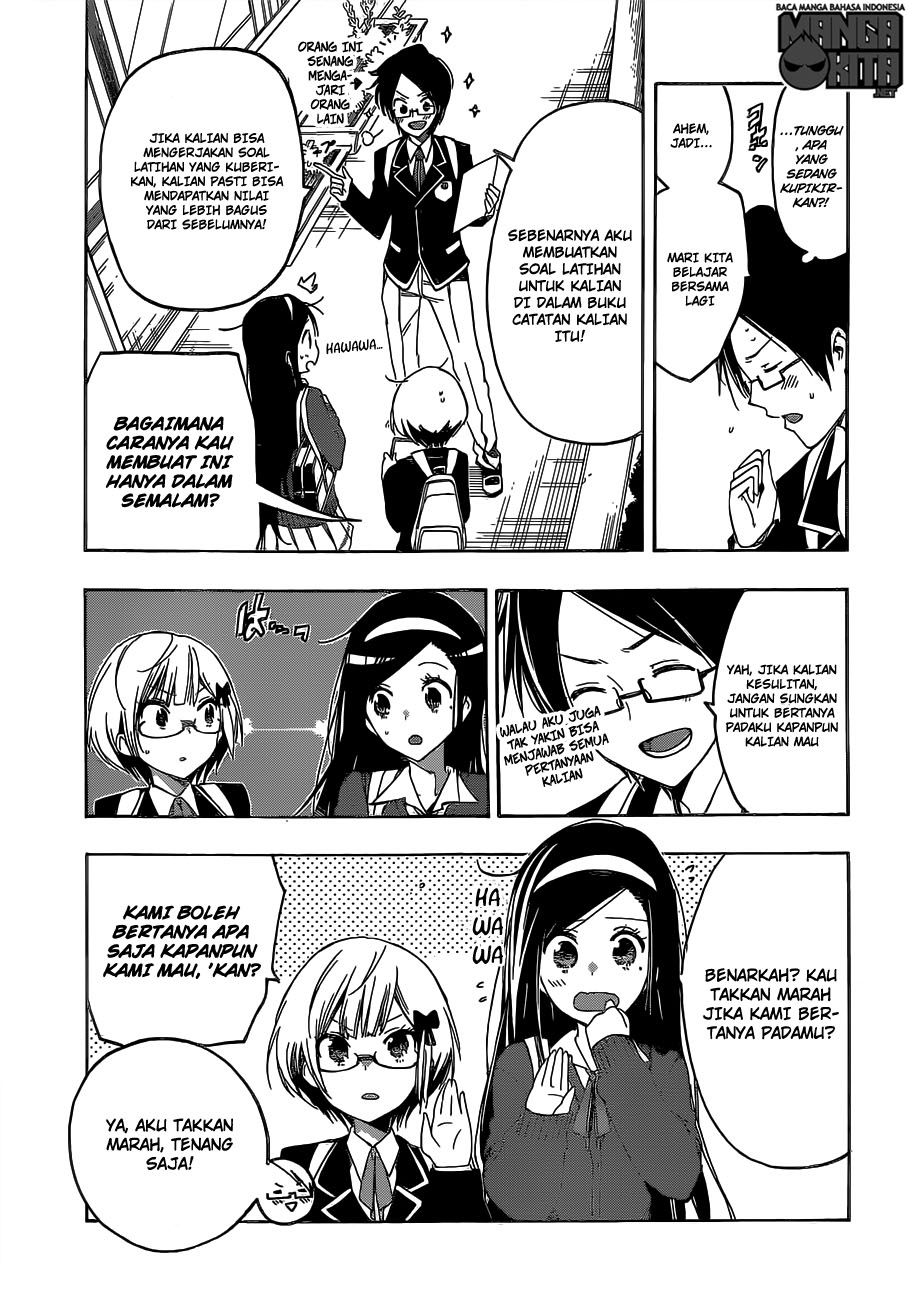 BACA MANGA BAHASA INDONESIA
MANGA
KITA
.NET
...TUNGGU
, APA
YANG
SEDANG
KUPIKIR-
KAN?!
AHEM,
JADI...
MARI KITA
BELAJAR
BERSAMA
LAGI
ORANG INI
SENANG
MENGA-
JARI
ORANG
LAIN
SEBENARNYA AKU
MEMBUATKAN
SOAL LATIHAN
UNTUK KALIAN
DI DALAM BUKU
CATATAN KALIAN
ITU!
JIKA KALIAN BISA
MENGERJAKAN SOAL
LATIHAN YANG KUBERI-
KAN, KALIAN PASTI BISA
MENDAPATKAN NILAI
YANG LEBIH BAGUS
DARI SEBELUMNYA!
HAWAWA...
BAGAIMANA
CARANYA KAU
MEMBUAT INI
HANYA DALAM
SEMALAM?
YAH, JIKA KALIAN
KESULITAN,
JANGAN SUNGKAN
UNTUK BERTANYA
PADAKU KAPANPUN
KALIAN MAU
WALAU AKU JUGA
TAK YAKIN BISA
MENJAWAB SEMUA
PERTANYAAN
KALIAN
BENARKAH? KAU
TAKKAN MARAH
JIKA KAMI BER-
TANYA PADAMU?
HA
WA
WA
KAMI BOLEH
BERTANYA APA
SAJA KAPANPUN
KAMI MAU, 'KAN?
YA, AKU TAKKAN
MARAH, TENANG
SAJA!